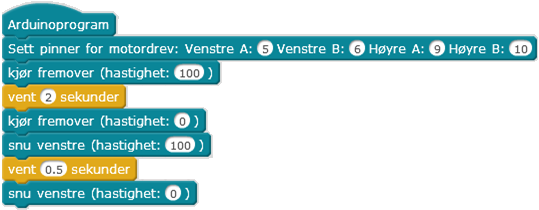 Arduinoprogram
Sett pinner for motordrev: Venstre A: 5 Venstre B: 6 Høyre A: 9 Høyre B: 10
kjør fremover (hastighet: 100 )
vent 2 sekunder
kjør fremover (hastighet: 0 )
snu venstre (hastighet: 100 )
vent 0.5 sekunder
snu venstre (hastighet: 0 )